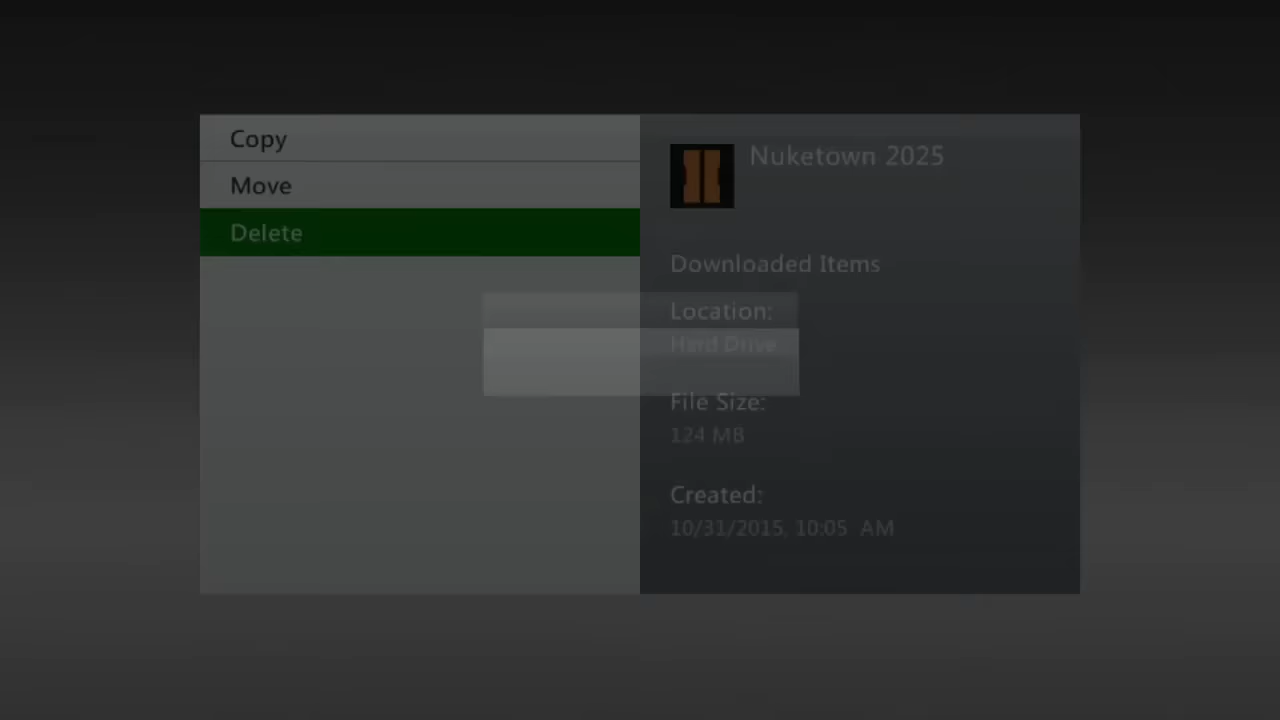 Copy
Move
Delete
Nuketown 2025
Downloaded Items
Location:
Hard Drive
File Size:
124 MB
Created:
10/31/2015, 10:05 AM